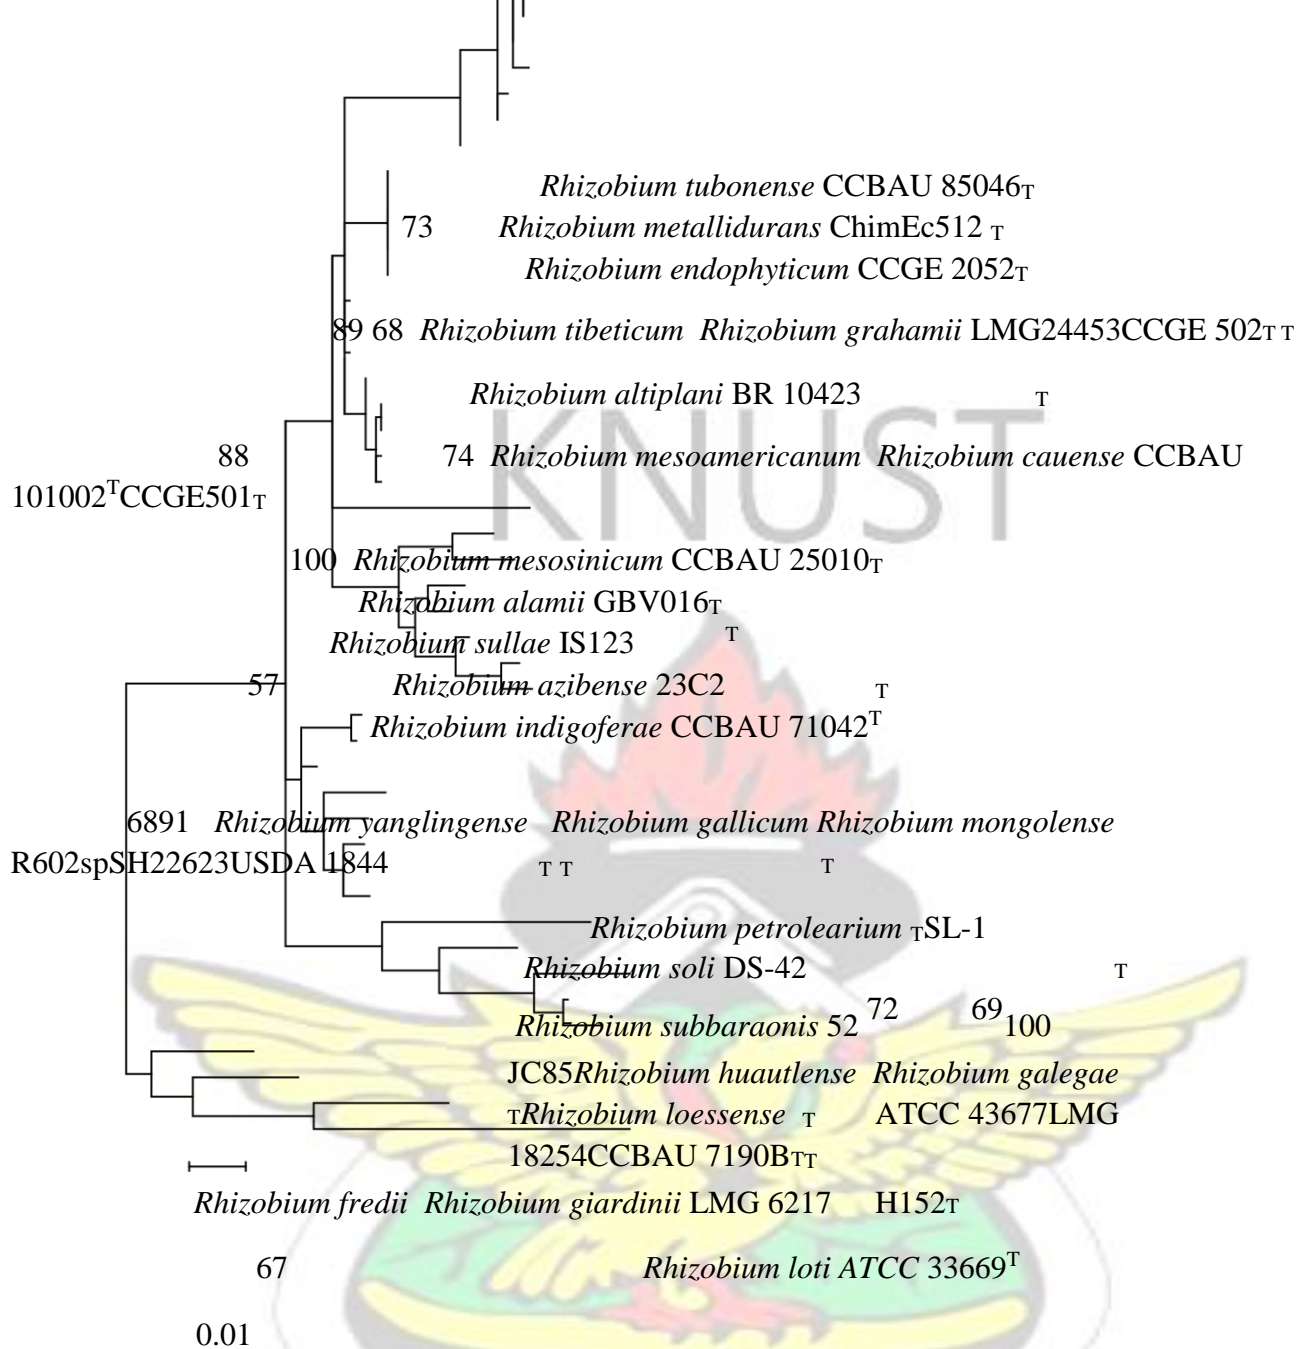 Rhizobium tubonense CCBAU 85046T
73 Rhizobium metallidurans ChimEc512 T
Rhizobium endophyticum CCGE 2052T
89 68 Rhizobium tibeticum Rhizobium grahamii LMG24453CCGE 502T T
Rhizobium altiplani BR 10423 T
KNUST
88 74 Rhizobium mesoamericanum Rhizobium cauense CCBAU
101002TCCGE501T
100 Rhizobium mesosinicum CCBAU 25010T
Rhizobium alamii GBV016T
Rhizobium sullae IS123 T
57 Rhizobium azibense 23C2 T
Rhizobium indigoferae CCBAU 71042T
6891 Rhizobium yanglingense Rhizobium gallicum Rhizobium mongolense
R602spSH22623USDA 1844 T T T
Rhizobium petrolearium TSL-1
Rhizobium soli DS-42 T
Rhizobium subbaraonis 52 72 69 100
JC85Rhizobium huautlense Rhizobium galegae
TRhizobium loessense T ATCC 43677LMG
18254CCBAU 7190BTT
Rhizobium fredii Rhizobium giardinii LMG 6217 H152T
67 Rhizobium loti ATCC 33669T
0.01